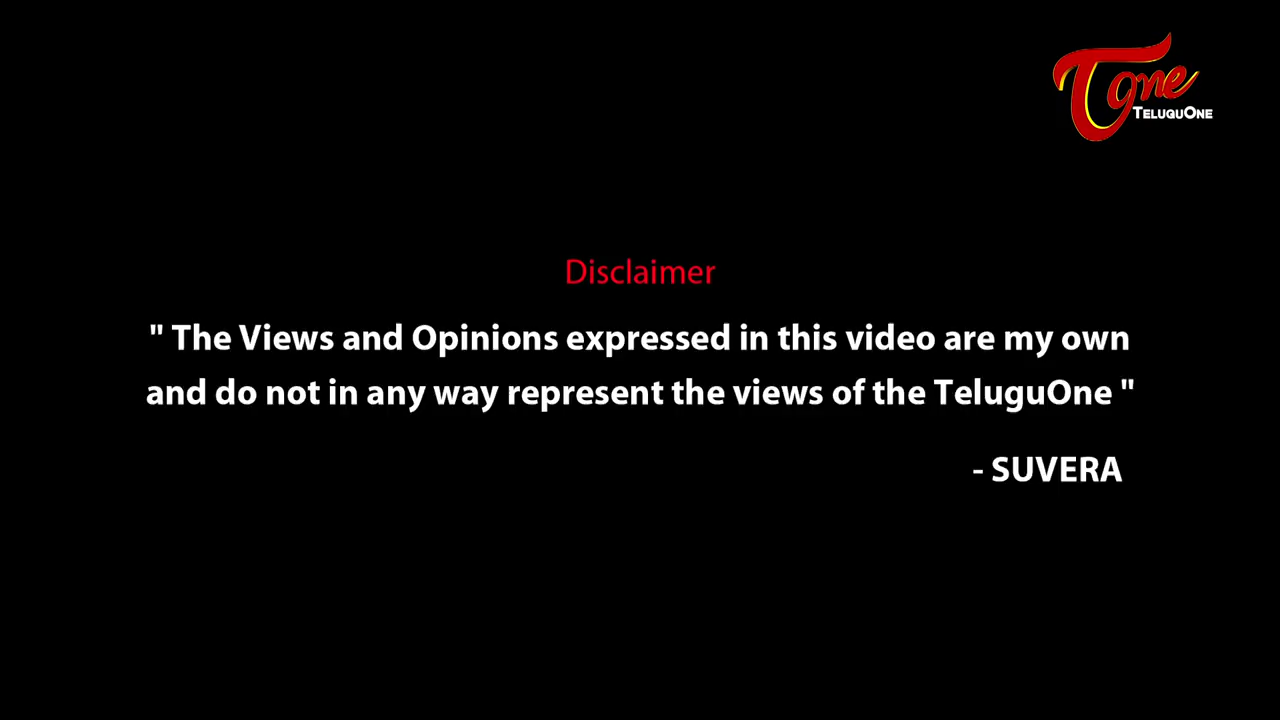 Tone
TELUGUONE
Disclaimer
" The Views and Opinions expressed in this video are my own
and do not in any way represent the views of the TeluguOne "
- SUVERA